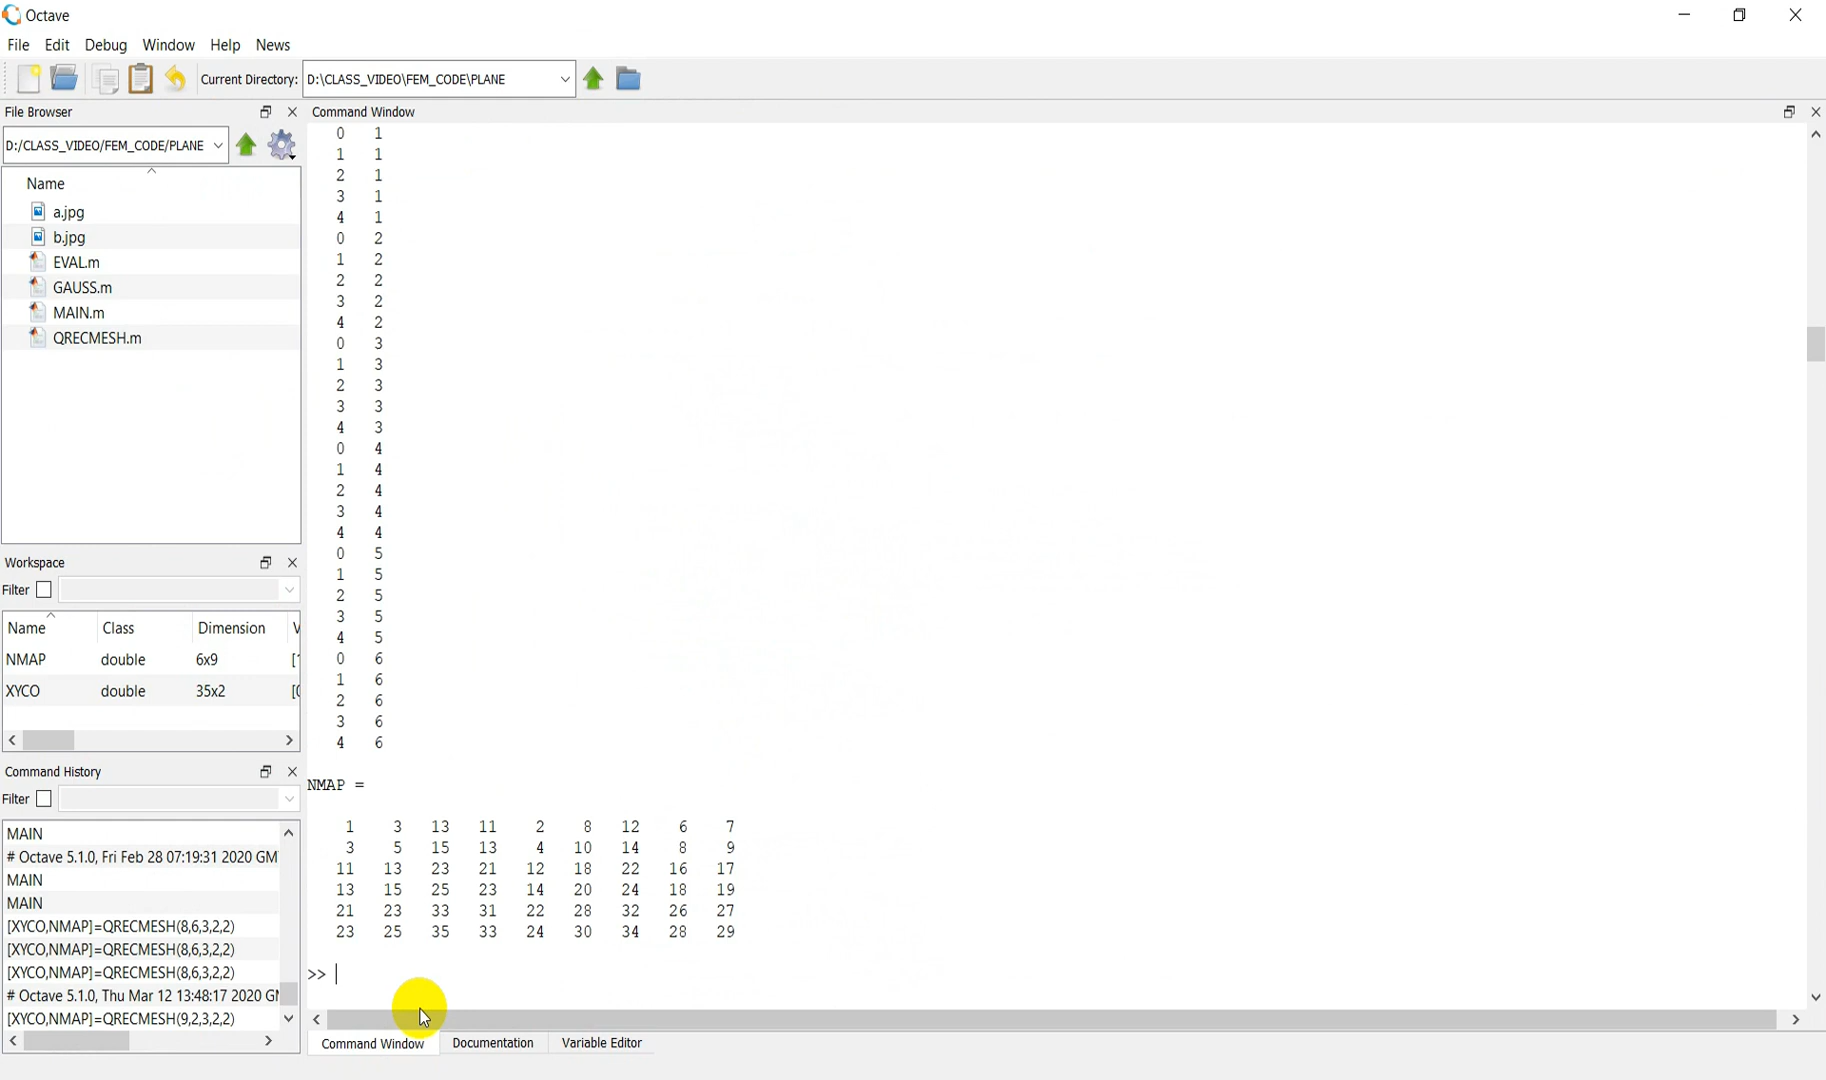 Octave
File Edit Debug Window Help News
Current Directory: D:\CLASS_VIDEO\FEM_CODE\PLANE
File Browser
D:/CLASS_VIDEO/FEM_CODE/PLANE
Name
a.jpg
b.jpg
EVAL.m
GAUSS.m
MAIN.m
QRECMESH.m
Workspace
Filter
Name Class Dimension V
NMAP double 6x9 [1
XYCO double 35x2 [0
Command History
Filter
MAIN
# Octave 5.1.0, Fri Feb 28 07:19:31 2020 GM
MAIN
MAIN
[XYCO,NMAP]=QRECMESH(8,6,3,2,2)
[XYCO,NMAP]=QRECMESH(8,6,3,2,2)
[XYCO,NMAP]=QRECMESH(8,6,3,2,2)
# Octave 5.1.0, Thu Mar 12 13:48:17 2020 G
[XYCO,NMAP]=QRECMESH(9,2,3,2,2)
Command Window
0 1
1 1
2 1
3 1
4 1
0 2
1 2
2 2
3 2
4 2
0 3
1 3
2 3
3 3
4 3
0 4
1 4
2 4
3 4
4 4
0 5
1 5
2 5
3 5
4 5
0 6
1 6
2 6
3 6
4 6
NMAP =
1 3 13 11 2 8 12 6 7
3 5 15 13 4 10 14 8 9
11 13 23 21 12 18 22 16 17
13 15 25 23 14 20 24 18 19
21 23 33 31 22 28 32 26 27
23 25 35 33 24 30 34 28 29
>>
Command Window Documentation Variable Editor